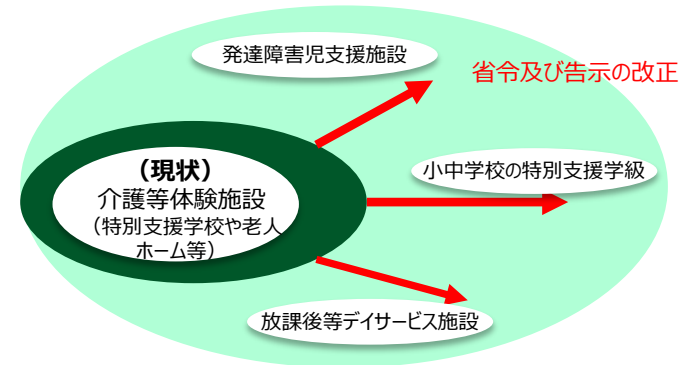 発達障害児支援施設
省令及び告示の改正
（現状）
介護等体験施設
（特別支援学校や老人
ホーム等）
小中学校の特別支援学級
放課後等デイサービス施設